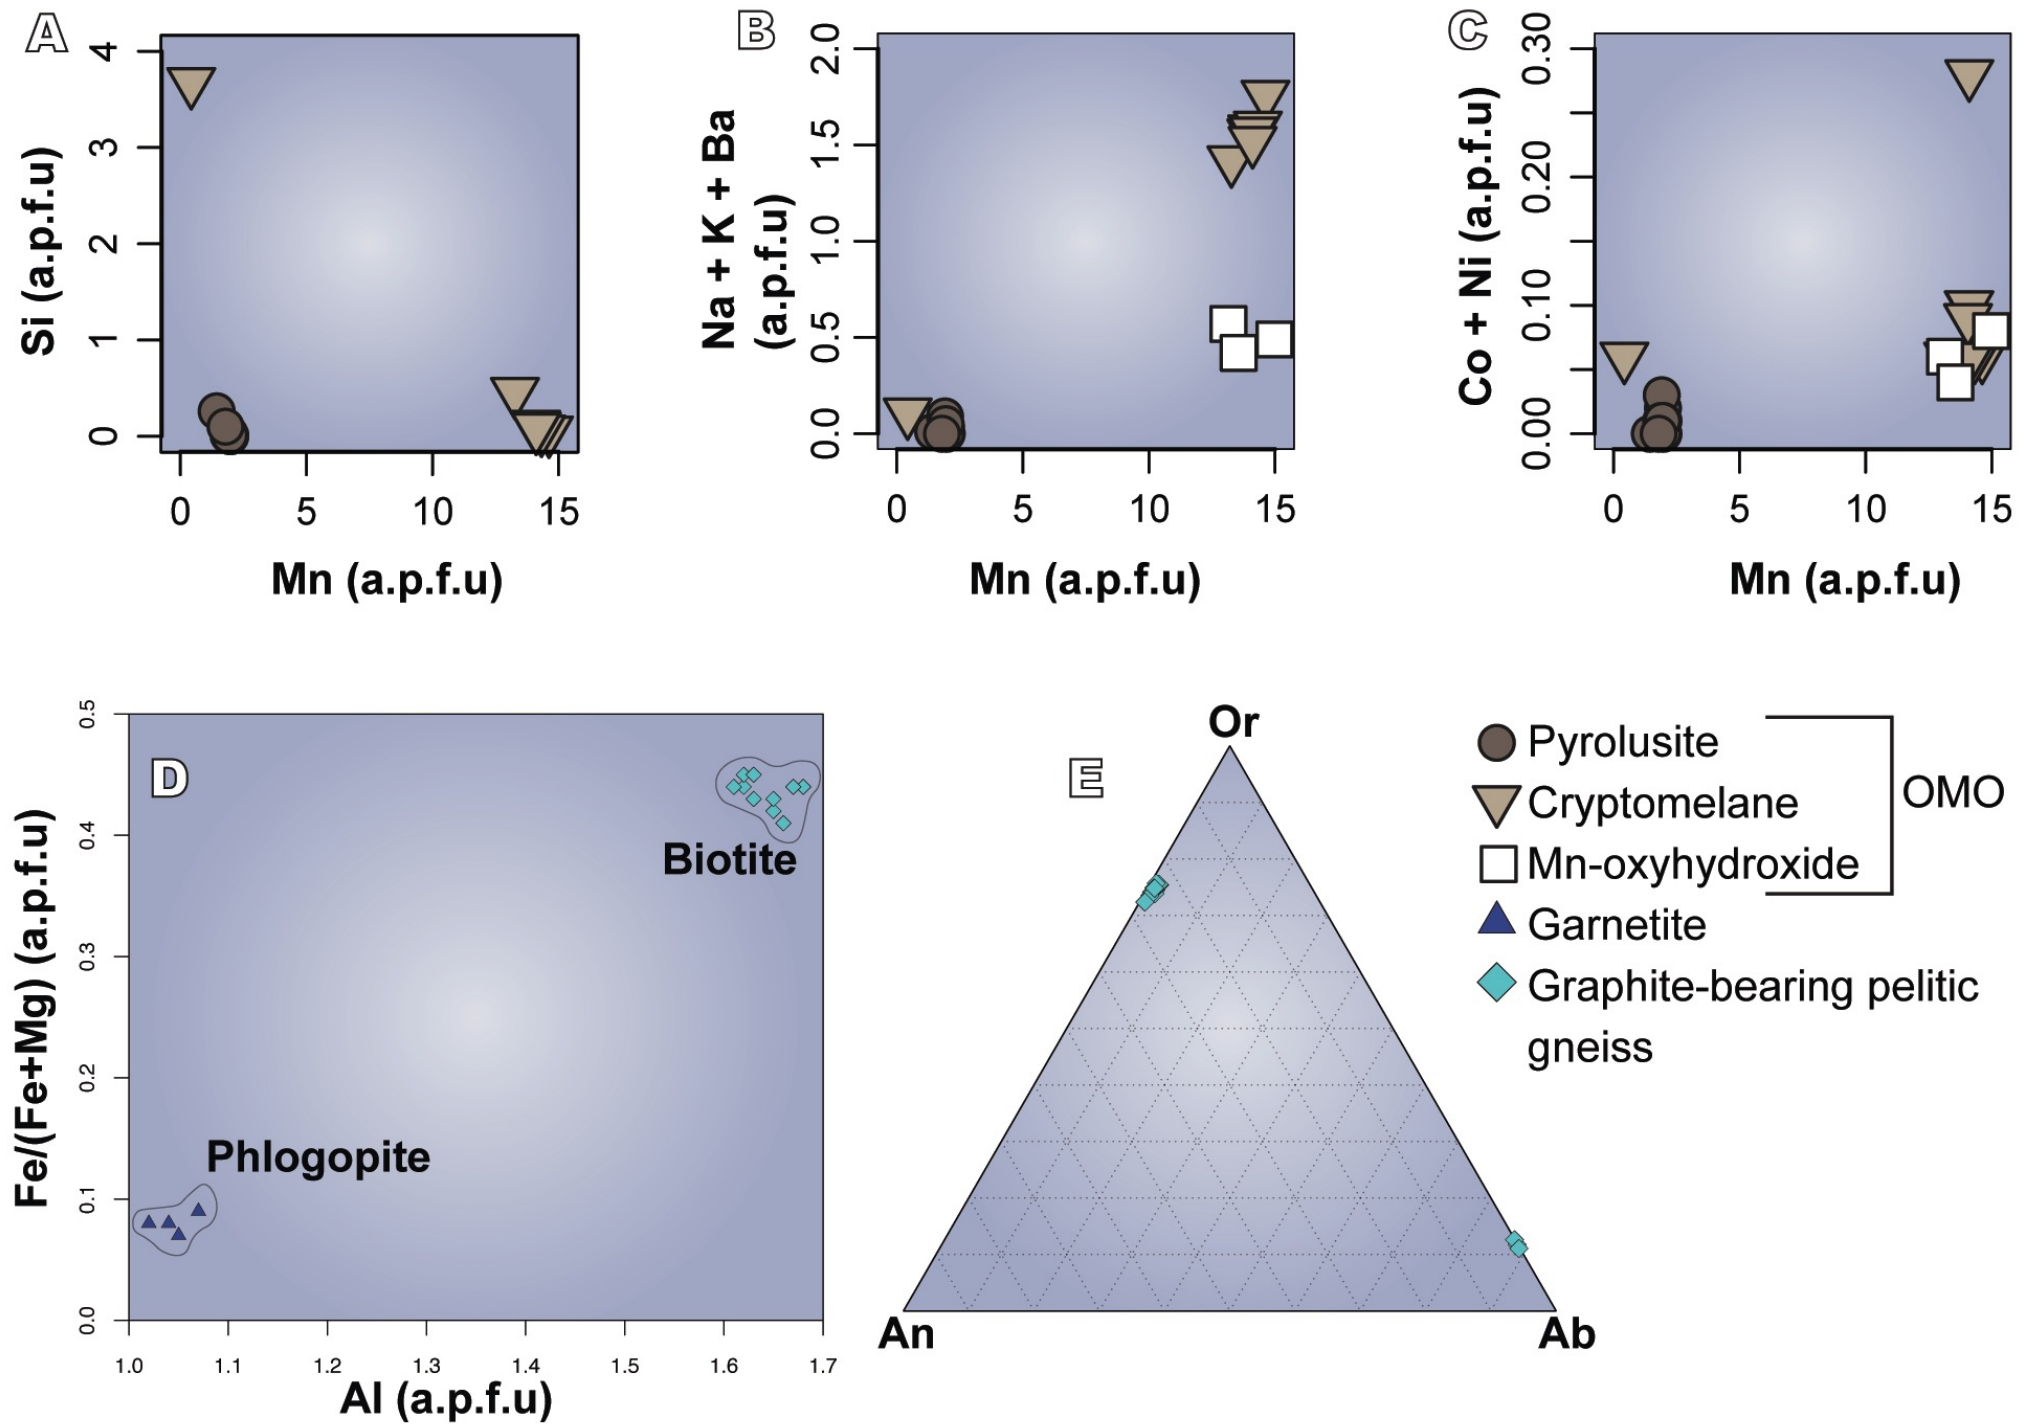 A
4
3
2
1
0
Si (a.p.f.u)
0 5 10 15
Mn (a.p.f.u)
B
2.0
1.5
1.0
0.5
0.0
Na + K + Ba
(a.p.f.u)
0 5 10 15
Mn (a.p.f.u)
C
0.30
0.20
0.10
0.00
Co + Ni (a.p.f.u)
0 5 10 15
Mn (a.p.f.u)
D
0.5
0.4
0.3
0.2
0.1
0.0
Fe/(Fe+Mg) (a.p.f.u)
Biotite
Phlogopite
1.0 1.1 1.2 1.3 1.4 1.5 1.6 1.7
Al (a.p.f.u)
E
Or
An
Ab
Pyrolusite
Cryptomelane
Mn-oxyhydroxide
OMO
Garnetite
Graphite-bearing pelitic
gneiss